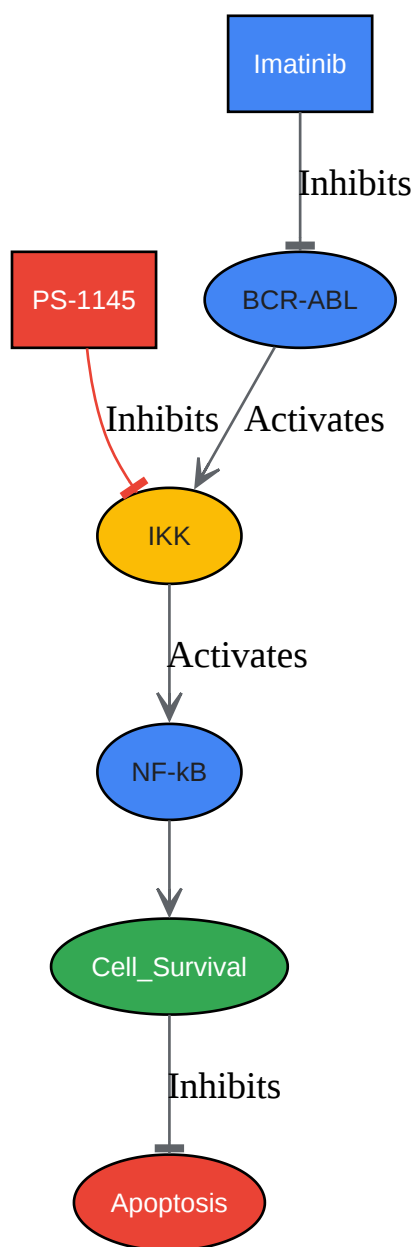 Imatinib
Inhibits
PS-1145
BCR-ABL
Inhibits
Activates
IKK
Activates
NF-kB
Cell_Survival
Inhibits
Apoptosis